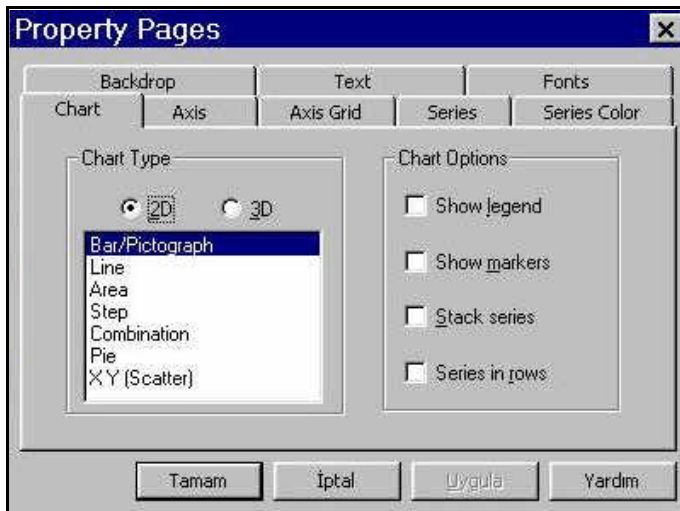 Property Pages
Backdrop Text Fonts
Chart Axis Axis Grid Series Series Color
Chart Type
2D 3D
Bar/Pictograph
Line
Area
Step
Combination
Pie
X Y (Scatter)
Chart Options
Show legend
Show markers
Stack series
Series in rows
Tamam İptal Uygula Yardım